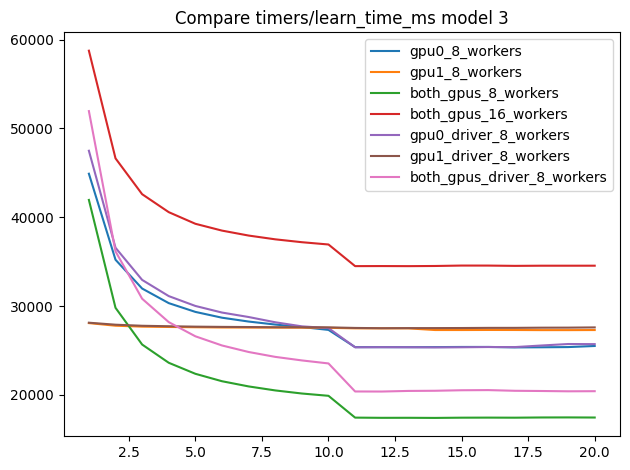 Compare timers/learn_time_ms model 3
60000
50000
40000
30000
20000
gpu0_8_workers
gpu1_8_workers
both_gpus_8_workers
both_gpus_16_workers
gpu0_driver_8_workers
gpu1_driver_8_workers
both_gpus_driver_8_workers
2.5 5.0 7.5 10.0 12.5 15.0 17.5 20.0